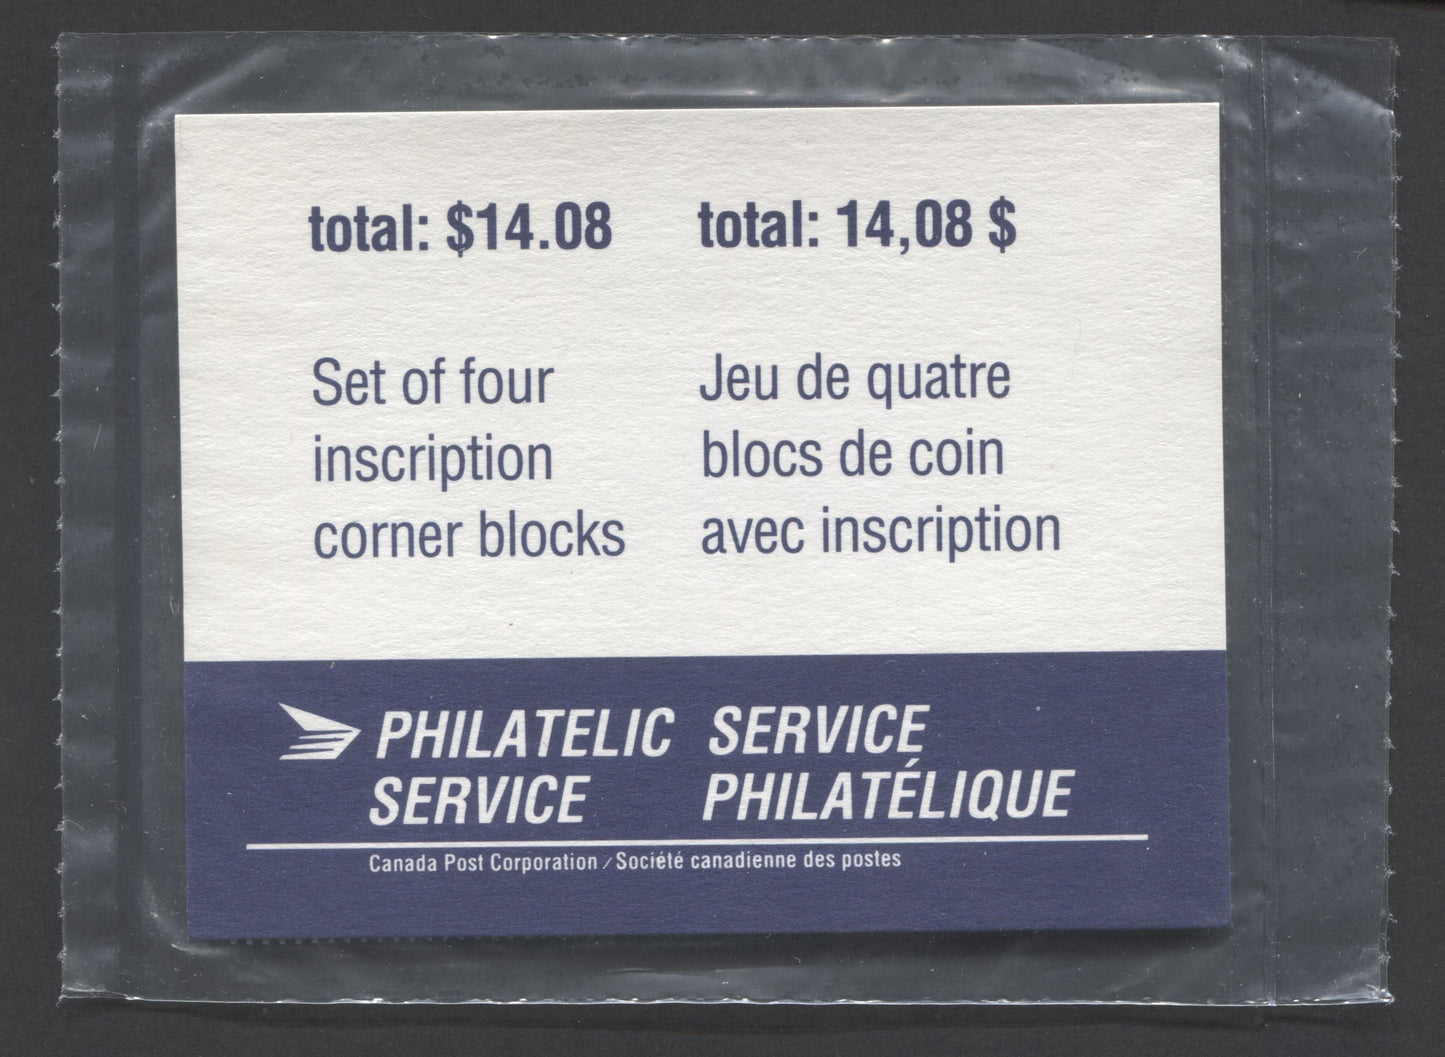 total: $14.08
total: 14,08 $
Set of four
inscription
corner blocks
Jeu de quatre
blocs de coin
avec inscription
PHILATELIC
SERVICE
SERVICE
PHILATÉLIQUE
Canada Post Corporation / Société canadienne des postes